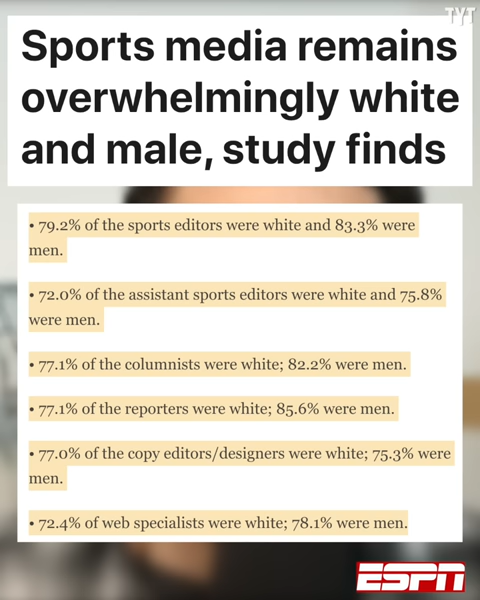 TYT
Sports media remains
overwhelmingly white
and male, study finds
• 79.2% of the sports editors were white and 83.3% were
men.
• 72.0% of the assistant sports editors were white and 75.8%
were men.
• 77.1% of the columnists were white; 82.2% were men.
• 77.1% of the reporters were white; 85.6% were men.
• 77.0% of the copy editors/designers were white; 75.3% were
men.
• 72.4% of web specialists were white; 78.1% were men.
ESPN